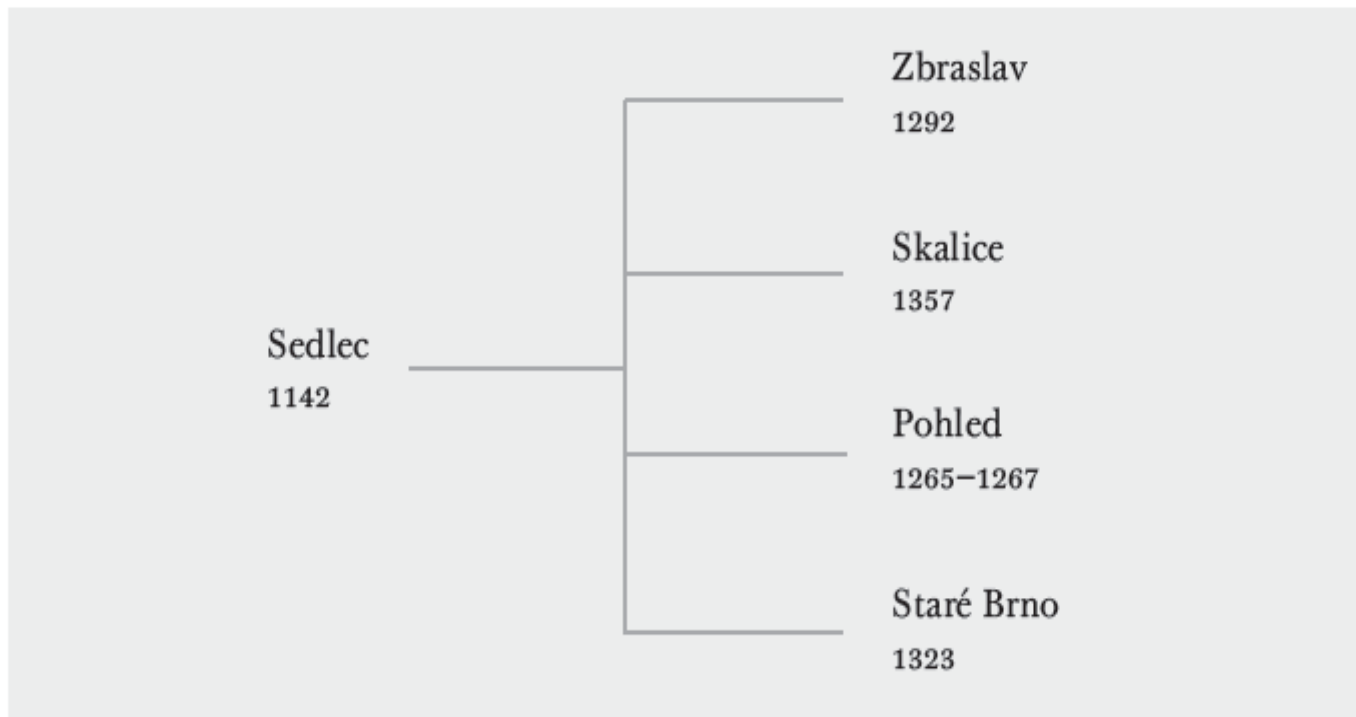 Zbraslav
1292
Skalice
1357
Sedlec
1142
Pohled
1265–1267
Staré Brno
1323